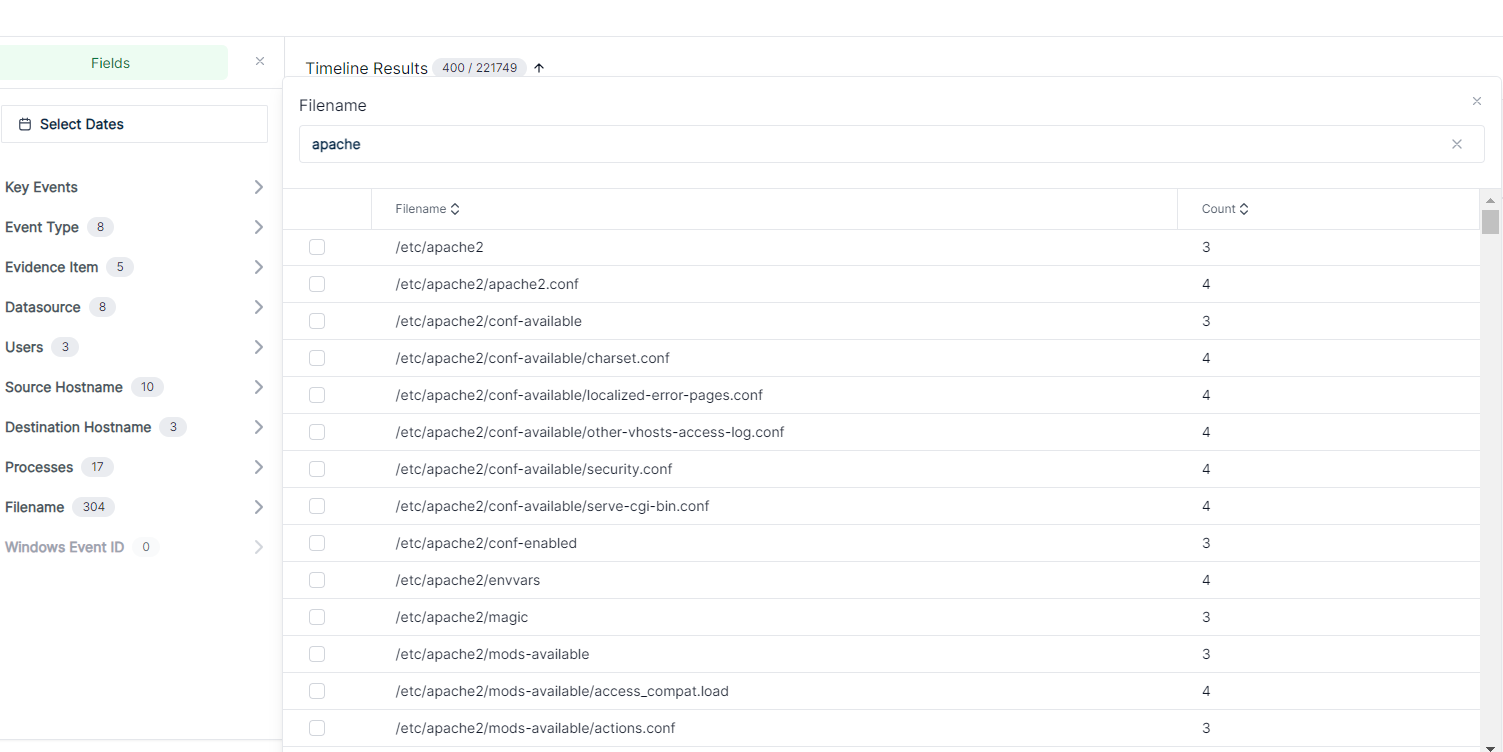 Fields
Timeline Results 400 / 221749
Select Dates
Key Events
Event Type 8
Evidence Item 5
Datasource 8
Users 3
Source Hostname 10
Destination Hostname 3
Processes 17
Filename 304
Windows Event ID 0
Filename
apache
Filename Count
/etc/apache2 3
/etc/apache2/apache2.conf 4
/etc/apache2/conf-available 3
/etc/apache2/conf-available/charset.conf 4
/etc/apache2/conf-available/localized-error-pages.conf 4
/etc/apache2/conf-available/other-vhosts-access-log.conf 4
/etc/apache2/conf-available/security.conf 4
/etc/apache2/conf-available/serve-cgi-bin.conf 4
/etc/apache2/conf-enabled 3
/etc/apache2/envvars 4
/etc/apache2/magic 3
/etc/apache2/mods-available 3
/etc/apache2/mods-available/access_compat.load 4
/etc/apache2/mods-available/actions.conf 3